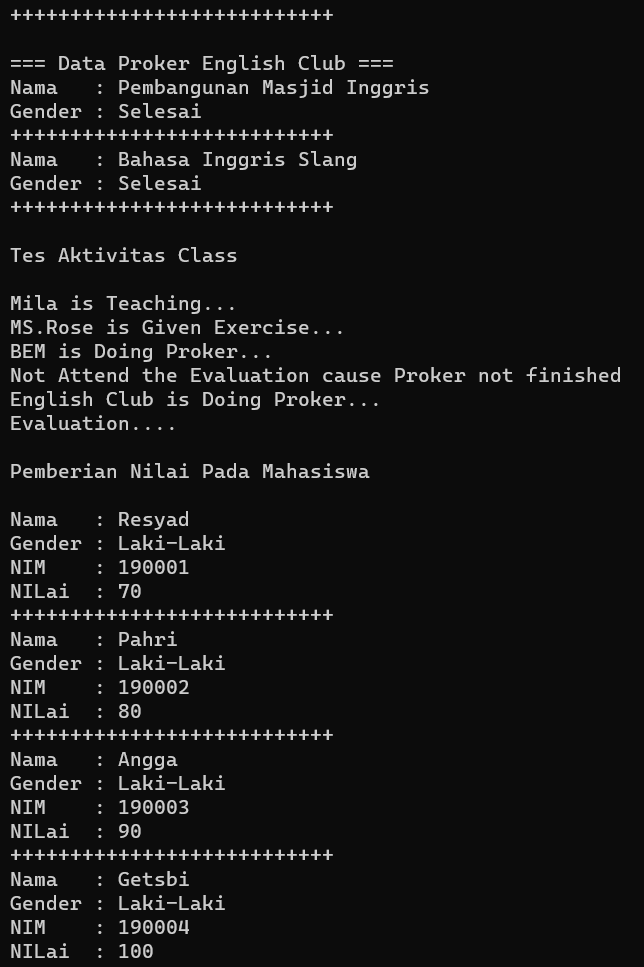 +++++++++++++++++++++++++++
=== Data Proker English Club ===
Nama   : Pembangunan Masjid Inggris
Gender : Selesai
+++++++++++++++++++++++++++
Nama   : Bahasa Inggris Slang
Gender : Selesai
+++++++++++++++++++++++++++
Tes Aktivitas Class
Mila is Teaching...
MS.Rose is Given Exercise...
BEM is Doing Proker...
Not Attend the Evaluation cause Proker not finished
English Club is Doing Proker...
Evaluation....
Pemberian Nilai Pada Mahasiswa
Nama   : Resyad
Gender : Laki-Laki
NIM    : 190001
NILai  : 70
+++++++++++++++++++++++++++
Nama   : Pahri
Gender : Laki-Laki
NIM    : 190002
NILai  : 80
+++++++++++++++++++++++++++
Nama   : Angga
Gender : Laki-Laki
NIM    : 190003
NILai  : 90
+++++++++++++++++++++++++++
Nama   : Getsbi
Gender : Laki-Laki
NIM    : 190004
NILai  : 100